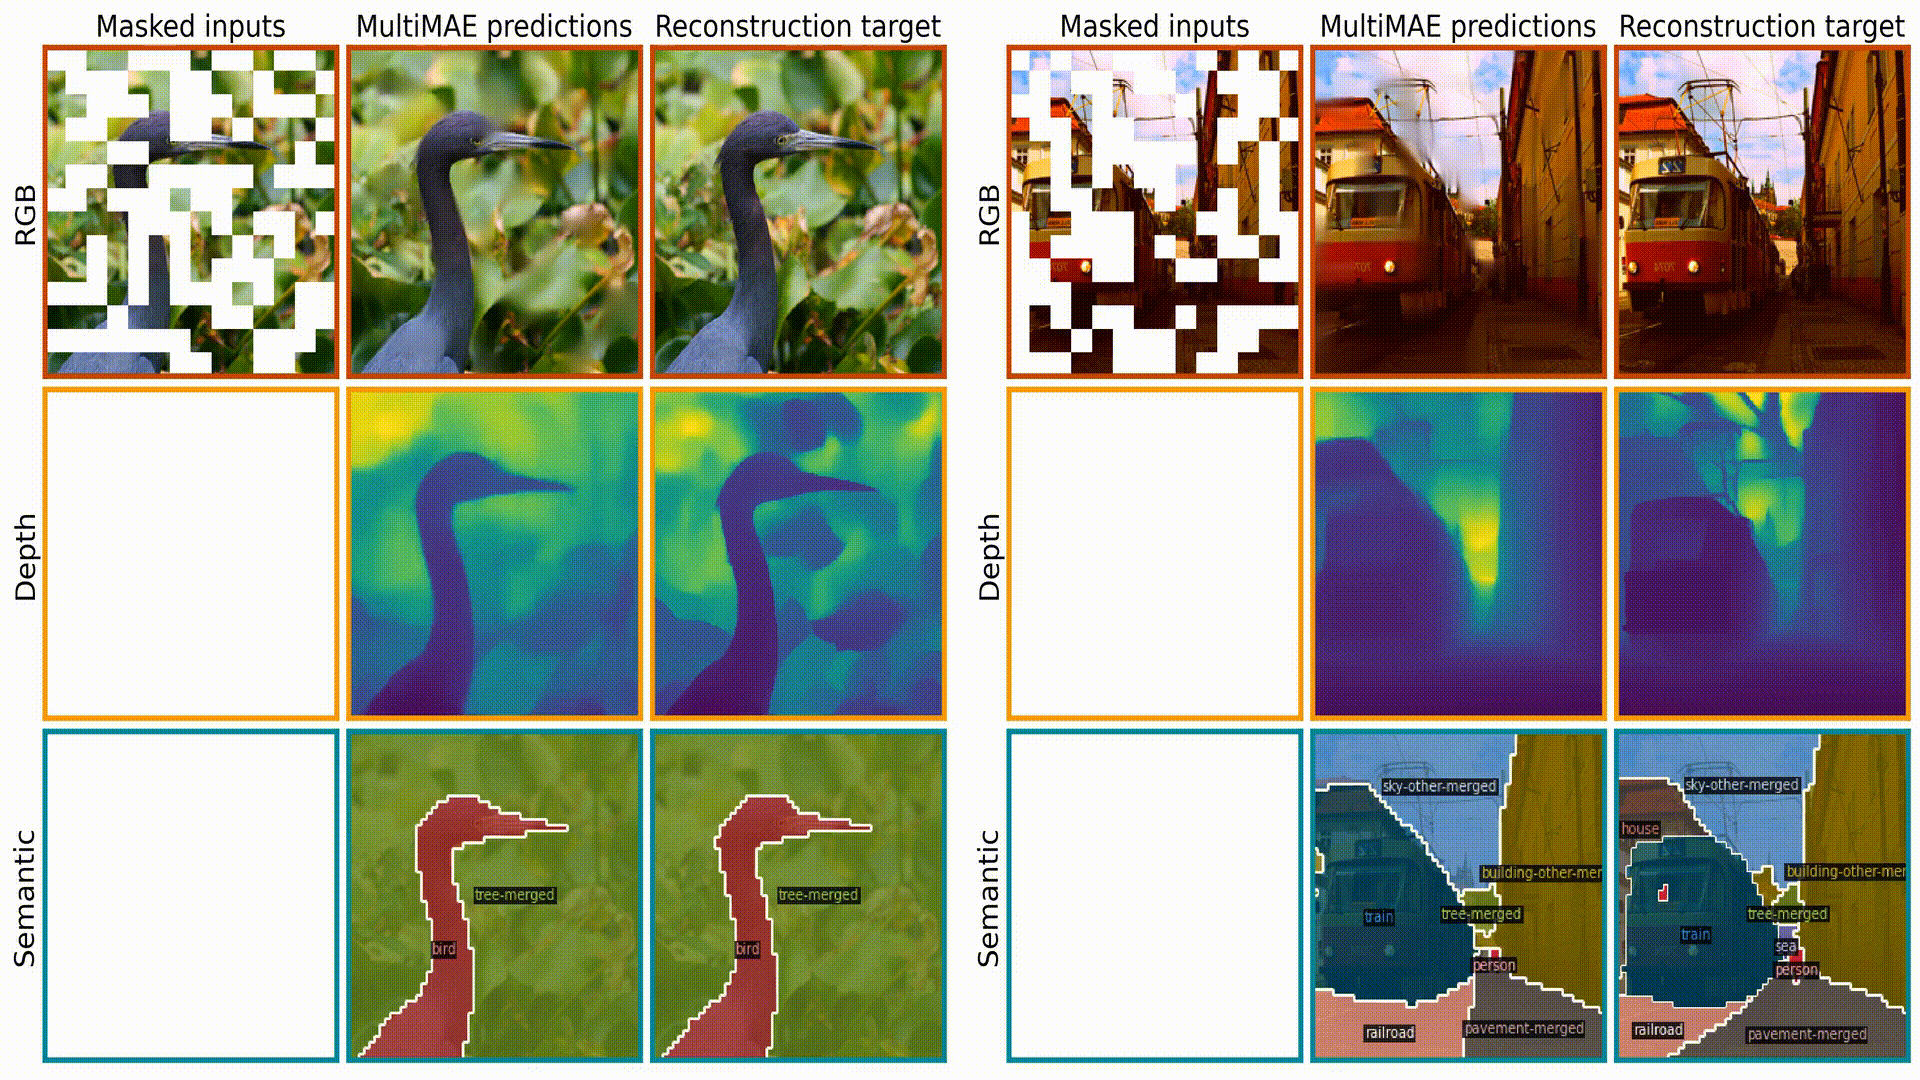 Masked inputs MultiMAE predictions Reconstruction target Masked inputs MultiMAE predictions Reconstruction target
RGB
RGB
Depth
Depth
Semantic
tree-merged
bird
tree-merged
bird
Semantic
sky-other-merged
building-other-mer
train
tree-merged
person
railroad
pavement-merged
sky-other-merged
house
building-other-mer
tree-merged
train
sea
person
railroad
pavement-merged